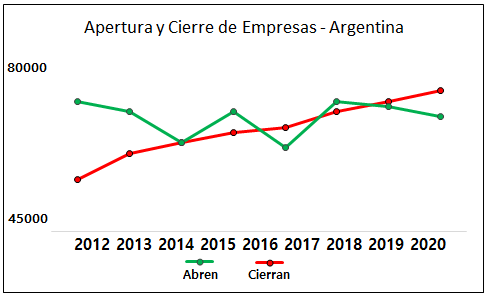 Apertura y Cierre de Empresas - Argentina
80000
45000
2012 2013 2014 2015 2016 2017 2018 2019 2020
Abren Cierran